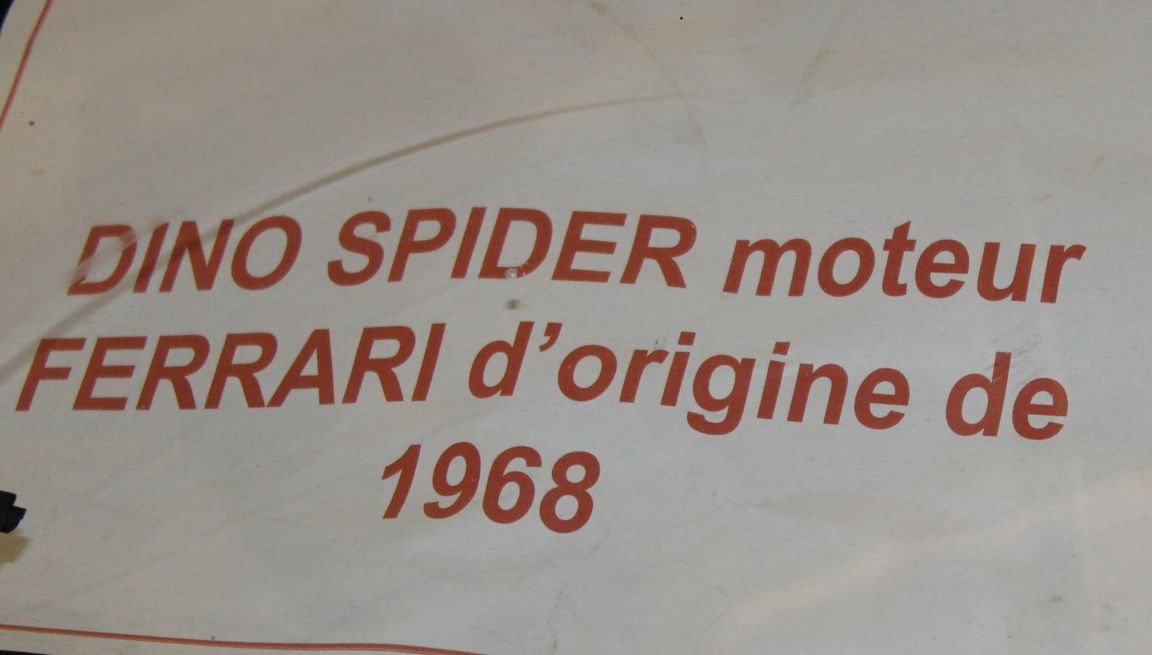 DINO SPIDER moteur
FERRARI d’origine de
1968